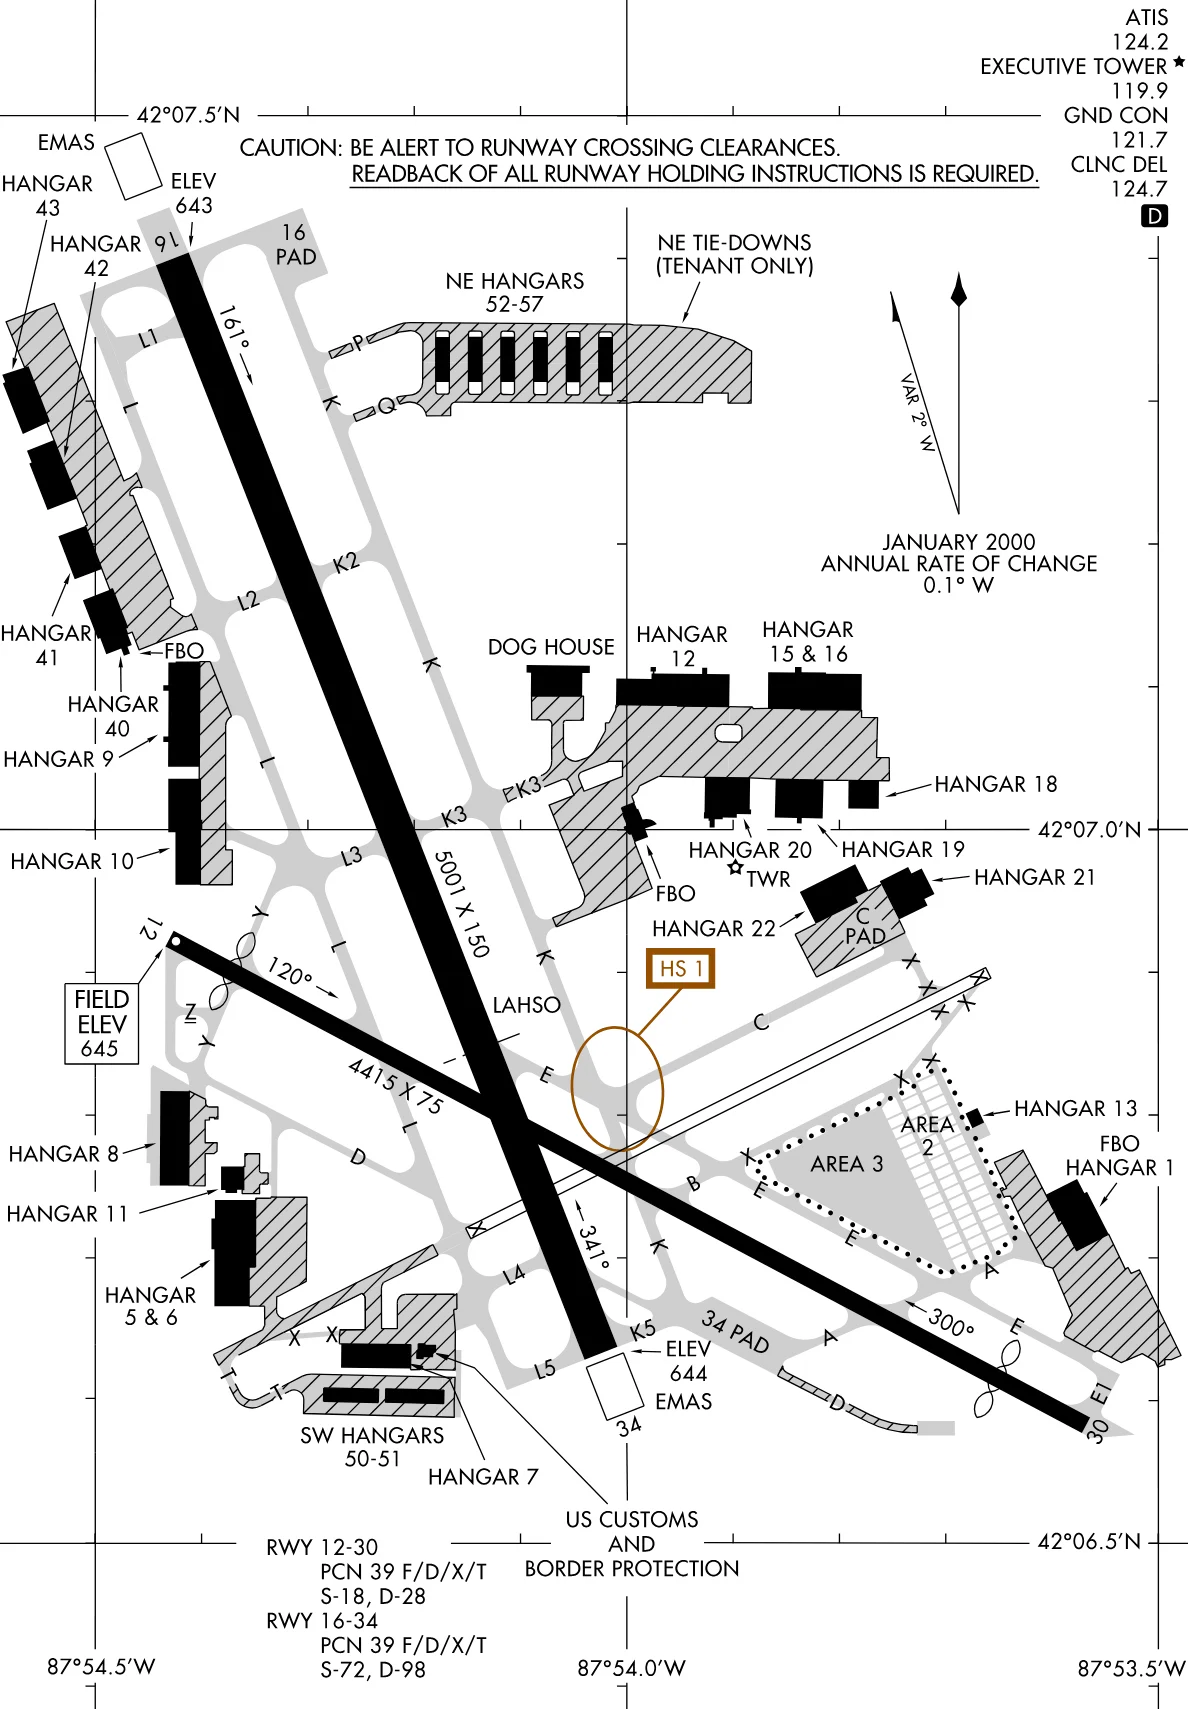 ATIS
124.2
EXECUTIVE TOWER
119.9
GND CON
121.7
CLNC DEL
124.7
D
42°07.5'N
CAUTION: BE ALERT TO RUNWAY CROSSING CLEARANCES.
READBACK OF ALL RUNWAY HOLDING INSTRUCTIONS IS REQUIRED.
EMAS
HANGAR
43
ELEV
643
HANGAR
42
16
16
PAD
NE TIE-DOWNS
(TENANT ONLY)
NE HANGARS
52-57
161°
L1
P
K
Q
L
VAR 2° W
JANUARY 2000
ANNUAL RATE OF CHANGE
0.1° W
K2
L2
HANGAR
41
FBO
K
DOG HOUSE
HANGAR
12
HANGAR
15 & 16
HANGAR
40
HANGAR 9
L
K3
K3
HANGAR 18
42°07.0'N
HANGAR 10
L3
5001 X 150
HANGAR 20
HANGAR 19
TWR
FBO
HANGAR 21
HANGAR 22
C
PAD
12
Y
L
120°
K
HS 1
X
X
X
X
X
FIELD
ELEV
645
Z
Y
LAHSO
C
E
4415 X 75
L
X
X
HANGAR 13
AREA
2
FBO
HANGAR 1
HANGAR 8
D
X
AREA 3
B
E
HANGAR 11
X
341°
K
E
A
L4
HANGAR
5 & 6
X
X
K5
34 PAD
A
300°
E
ELEV
644
L5
T
T
EMAS
D
E1
30
34
SW HANGARS
50-51
HANGAR 7
US CUSTOMS
AND
BORDER PROTECTION
42°06.5'N
RWY 12-30
PCN 39 F/D/X/T
S-18, D-28
RWY 16-34
PCN 39 F/D/X/T
S-72, D-98
87°54.5'W
87°54.0'W
87°53.5'W